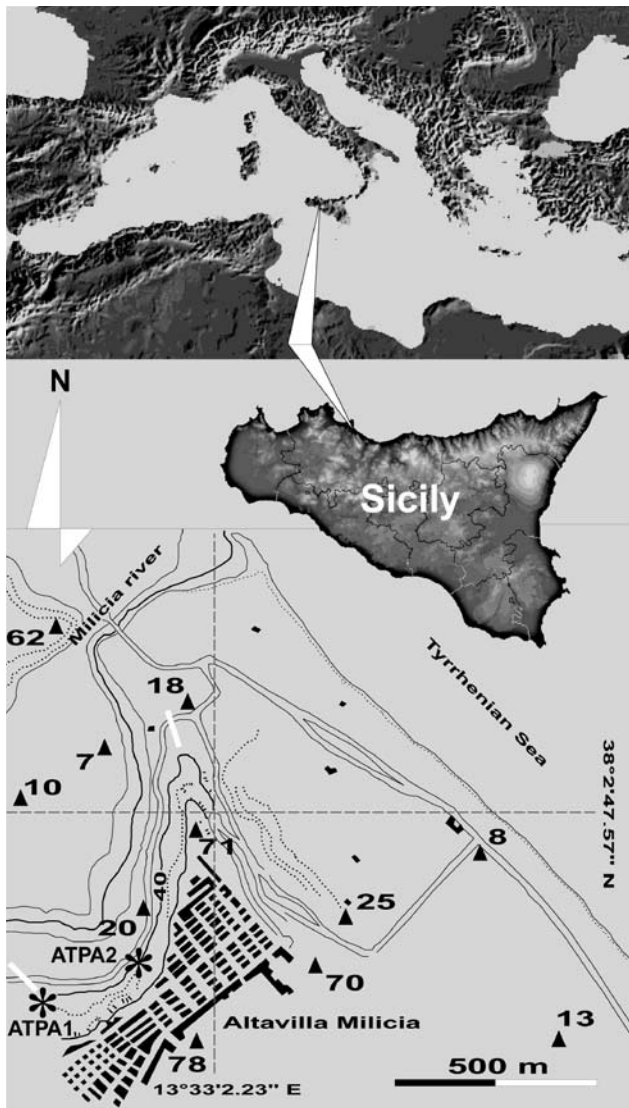 N
Sicily
Milicia river
62
Tyrrhenian Sea
18
7
38°2'47.57" N
10
71
8
40
20
25
ATPA2
70
ATPA1
Altavilla Milicia
13
78
13°33'2.23" E
500 m